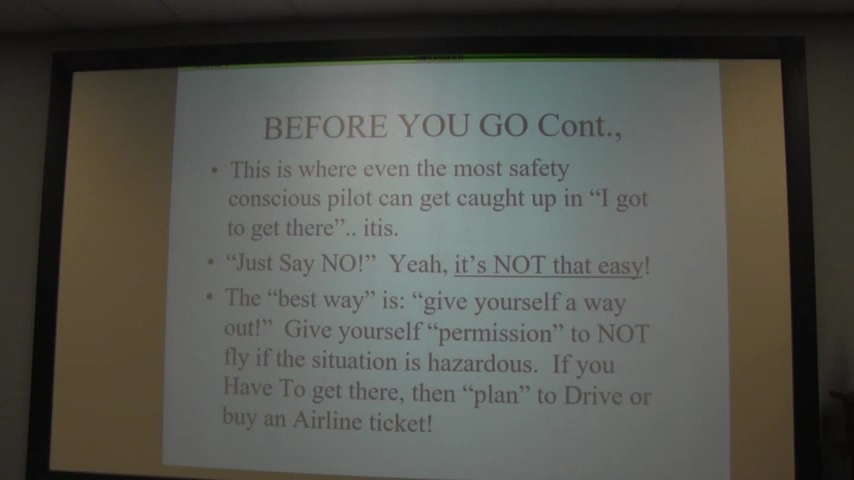 BEFORE YOU GO Cont.,
• This is where even the most safety
conscious pilot can get caught up in “I got
to get there”.. itis.
• “Just Say NO!”  Yeah, it’s NOT that easy!
• The “best way” is: “give yourself a way
out!”  Give yourself “permission” to NOT
fly if the situation is hazardous.  If you
Have To get there, then “plan” to Drive or
buy an Airline ticket!